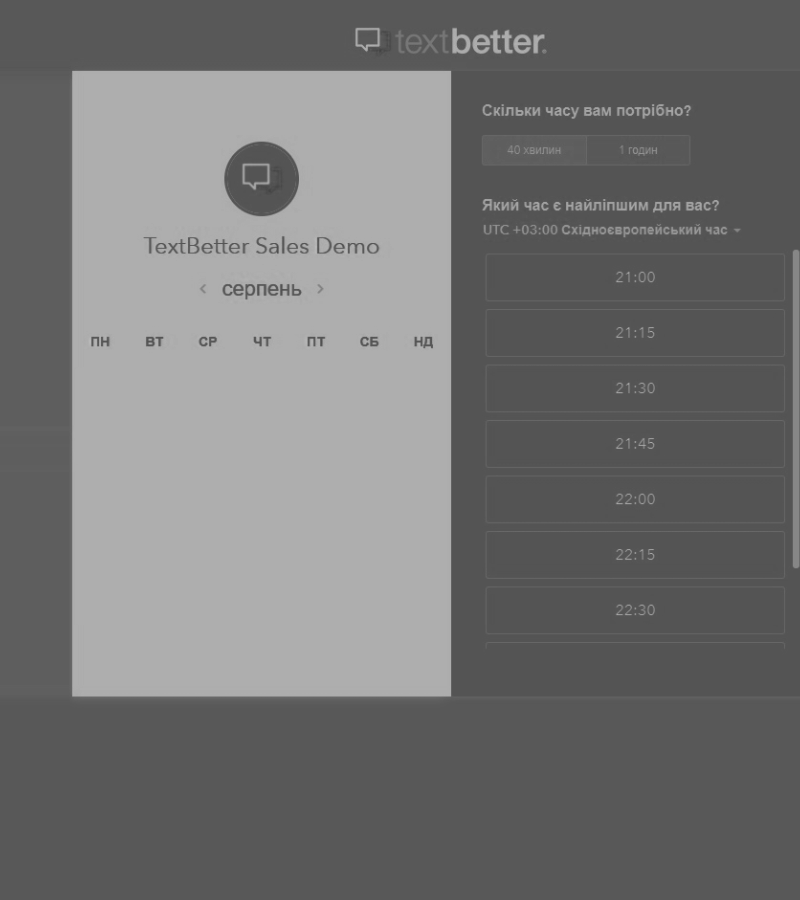 textbetter.
TextBetter Sales Demo
серпень
ПН ВТ СР ЧТ ПТ СБ НД
Скільки часу вам потрібно?
40 хвилин 1 годин
Який час є найліпшим для вас?
UTC +03:00 Східноєвропейський час
21:00
21:15
21:30
21:45
22:00
22:15
22:30